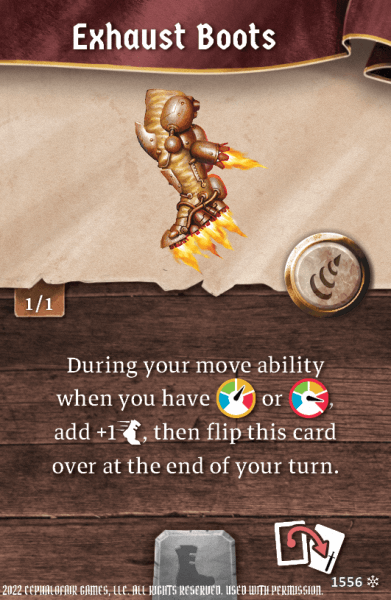 Exhaust Boots
1/1
During your move ability
when you have or ,
add +1 , then flip this card
over at the end of your turn.
1556
2022 CEPHALOFAIR GAMES, LLC. ALL RIGHTS RESERVED. USED WITH PERMISSION.